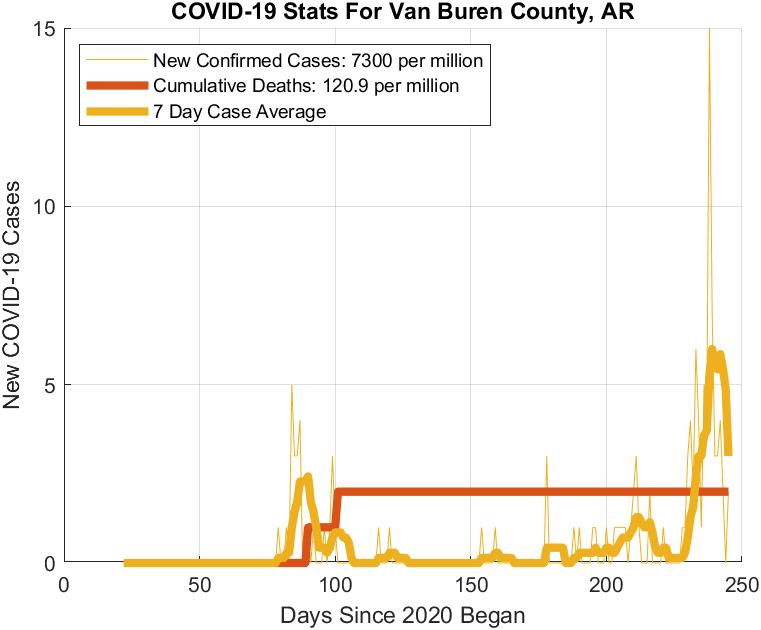 COVID-19 Stats For Van Buren County, AR
New Confirmed Cases: 7300 per million
Cumulative Deaths: 120.9 per million
7 Day Case Average
New COVID-19 Cases
15
10
5
0
0 50 100 150 200 250
Days Since 2020 Began